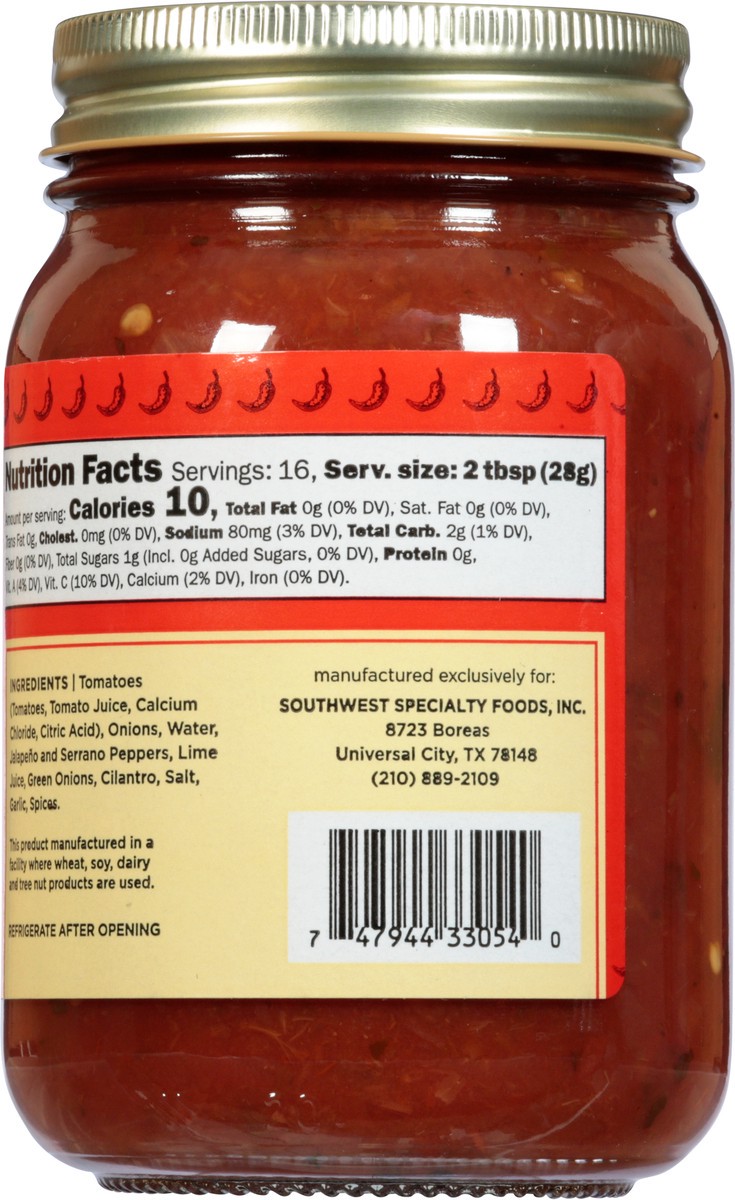 Nutrition Facts Servings: 16, Serv. size: 2 tbsp (28g)
Amount per serving: Calories 10, Total Fat 0g (0% DV), Sat. Fat 0g (0% DV),
Trans Fat 0g, Cholest. 0mg (0% DV), Sodium 80mg (3% DV), Total Carb. 2g (1% DV),
Fiber 0g (0% DV), Total Sugars 1g (Incl. 0g Added Sugars, 0% DV), Protein 0g,
Vit. A (4% DV), Vit. C (10% DV), Calcium (2% DV), Iron (0% DV).
INGREDIENTS | Tomatoes
(Tomatoes, Tomato Juice, Calcium
Chloride, Citric Acid), Onions, Water,
Jalapeño and Serrano Peppers, Lime
Juice, Green Onions, Cilantro, Salt,
Garlic, Spices.
This product manufactured in a
facility where wheat, soy, dairy
and tree nut products are used.
REFRIGERATE AFTER OPENING
manufactured exclusively for:
SOUTHWEST SPECIALTY FOODS, INC.
8723 Boreas
Universal City, TX 78148
(210) 889-2109
7 47944 33054 0